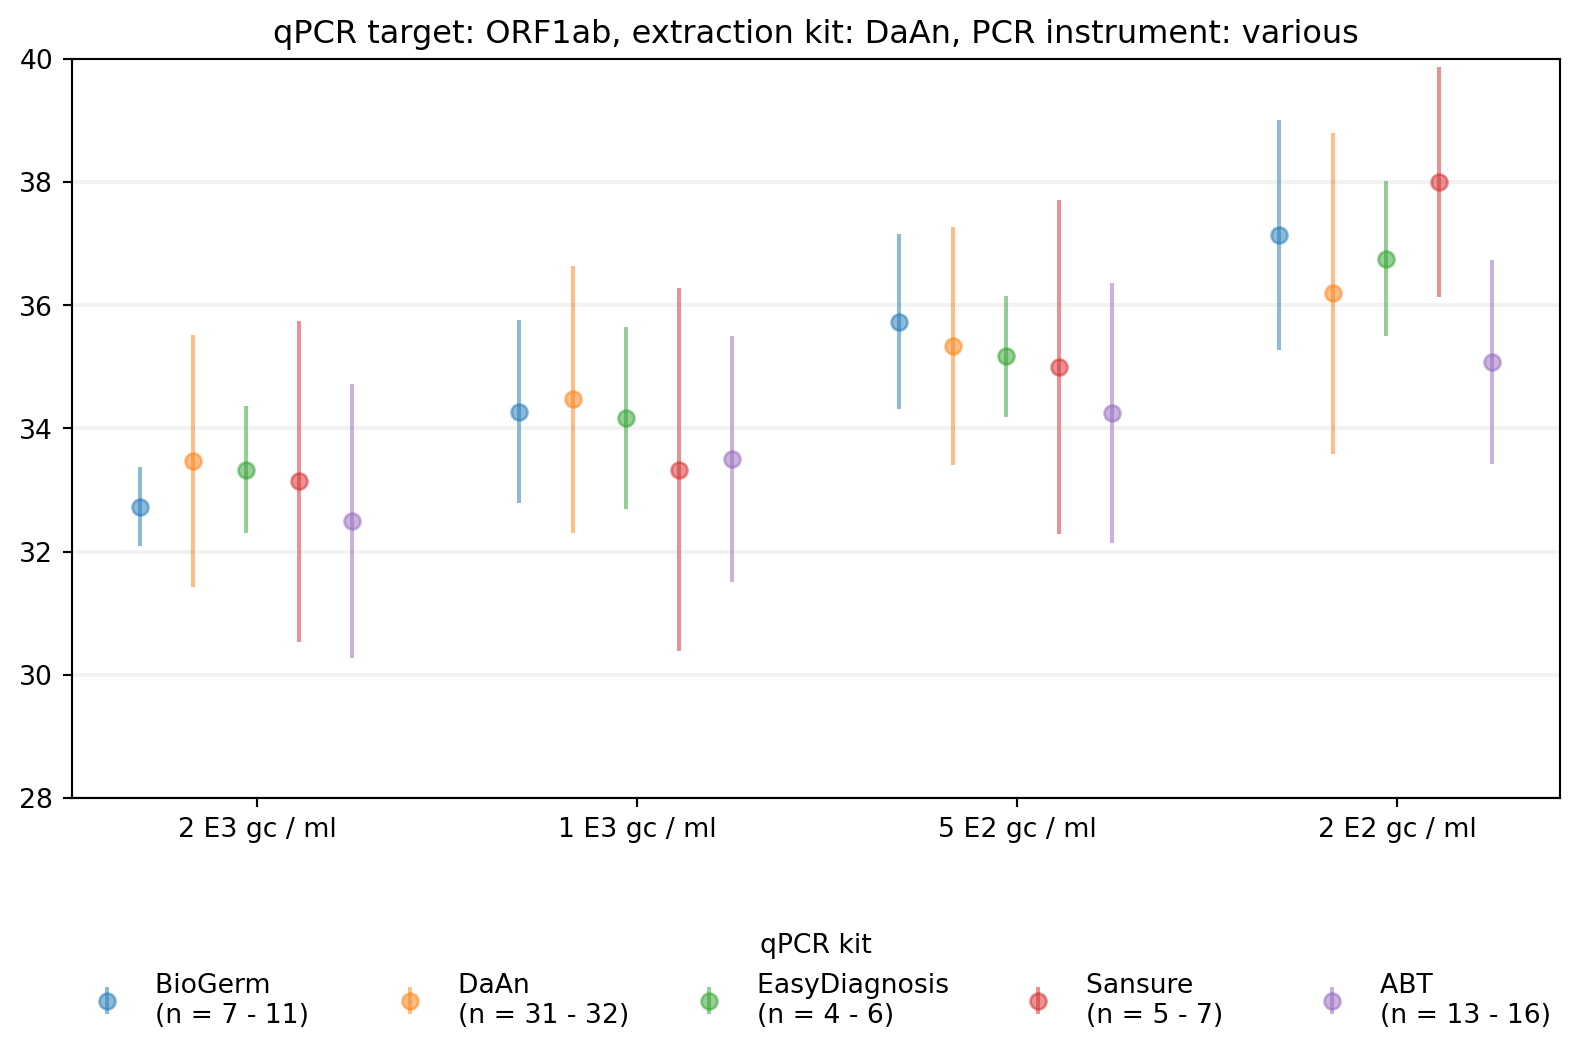 qPCR target: ORF1ab, extraction kit: DaAn, PCR instrument: various
40
38
36
34
32
30
28
2 E3 gc / ml
1 E3 gc / ml
5 E2 gc / ml
2 E2 gc / ml
qPCR kit
BioGerm
(n = 7 - 11)
DaAn
(n = 31 - 32)
EasyDiagnosis
(n = 4 - 6)
Sansure
(n = 5 - 7)
ABT
(n = 13 - 16)